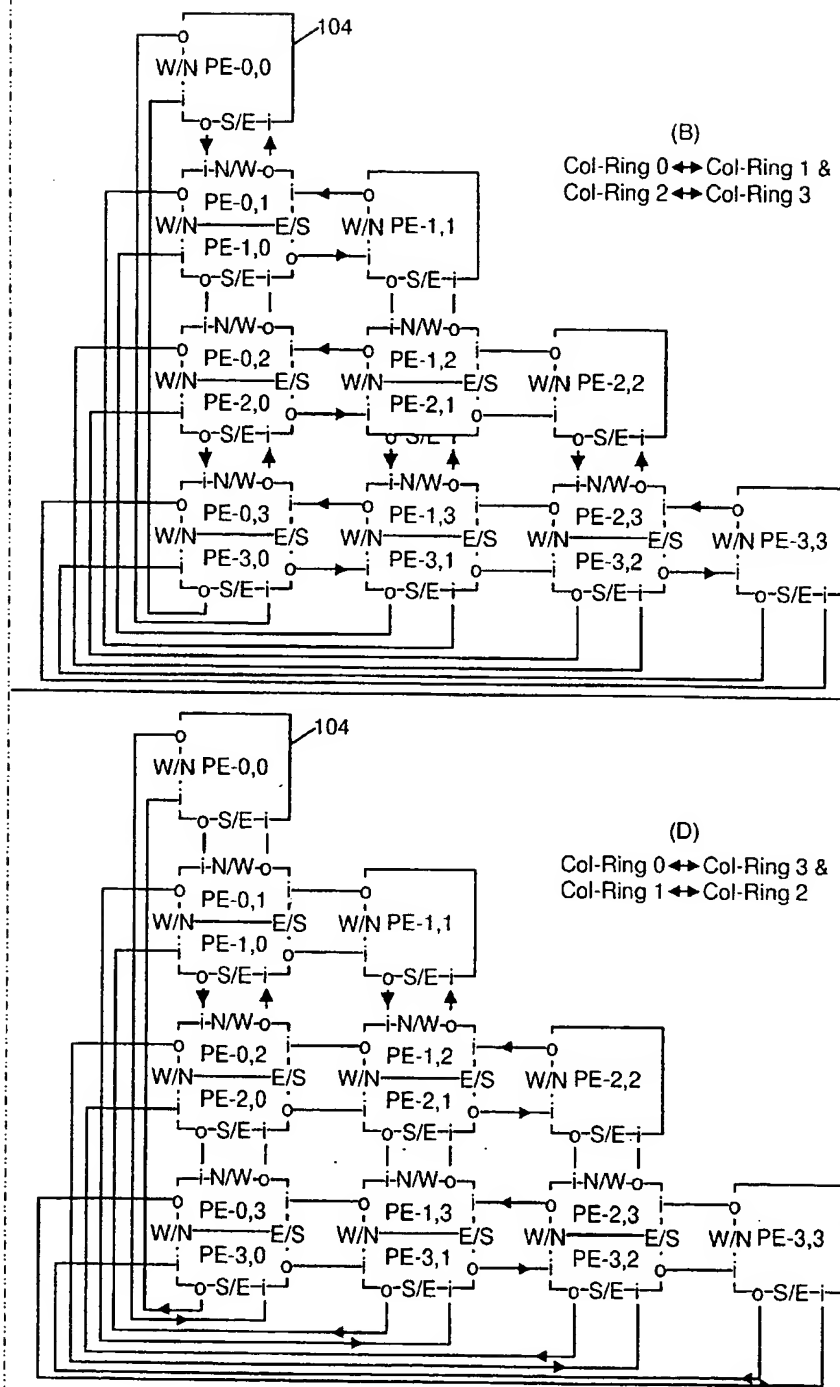 104
o
W/N PE-0,0
i
o-S/E-i
(B)
Col-Ring 0 ↔ Col-Ring 1 &
Col-Ring 2 ↔ Col-Ring 3
i-N/W-o
o PE-0,1 i o
W/N E/S W/N PE-1,1
i PE-1,0 o i
o-S/E-i o-S/E-i
i-N/W-o i-N/W-o
o PE-0,2 i o PE-1,2 i o
W/N E/S W/N E/S W/N PE-2,2
i PE-2,0 o i PE-2,1 o i
o-S/E-i o-S/E-i o-S/E-i
i-N/W-o i-N/W-o i-N/W-o
o PE-0,3 i o PE-1,3 i o PE-2,3 i o
W/N E/S W/N E/S W/N E/S W/N PE-3,3
i PE-3,0 o i PE-3,1 o i PE-3,2 o i
o-S/E-i o-S/E-i o-S/E-i o-S/E-i
104
o
W/N PE-0,0
i
o-S/E-i
(D)
Col-Ring 0 ↔ Col-Ring 3 &
Col-Ring 1 ↔ Col-Ring 2
i-N/W-o
o PE-0,1 i o
W/N E/S W/N PE-1,1
i PE-1,0 o i
o-S/E-i o-S/E-i
i-N/W-o i-N/W-o
o PE-0,2 i o PE-1,2 i o
W/N E/S W/N E/S W/N PE-2,2
i PE-2,0 o i PE-2,1 o i
o-S/E-i o-S/E-i o-S/E-i
i-N/W-o i-N/W-o i-N/W-o
o PE-0,3 i o PE-1,3 i o PE-2,3 i o
W/N E/S W/N E/S W/N E/S W/N PE-3,3
i PE-3,0 o i PE-3,1 o i PE-3,2 o i
o-S/E-i o-S/E-i o-S/E-i o-S/E-i